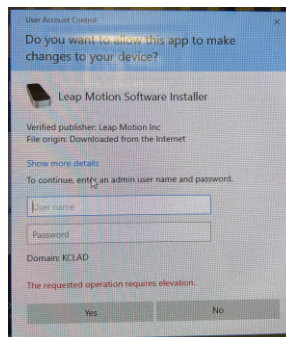 User Account Control
Do you want to allow this app to make
changes to your device?
Leap Motion Software Installer
Verified publisher: Leap Motion Inc
File origin: Downloaded from the Internet
Show more details
To continue, enter an admin user name and password.
User name
Password
Domain: KCLAD
The requested operation requires elevation.
Yes
No